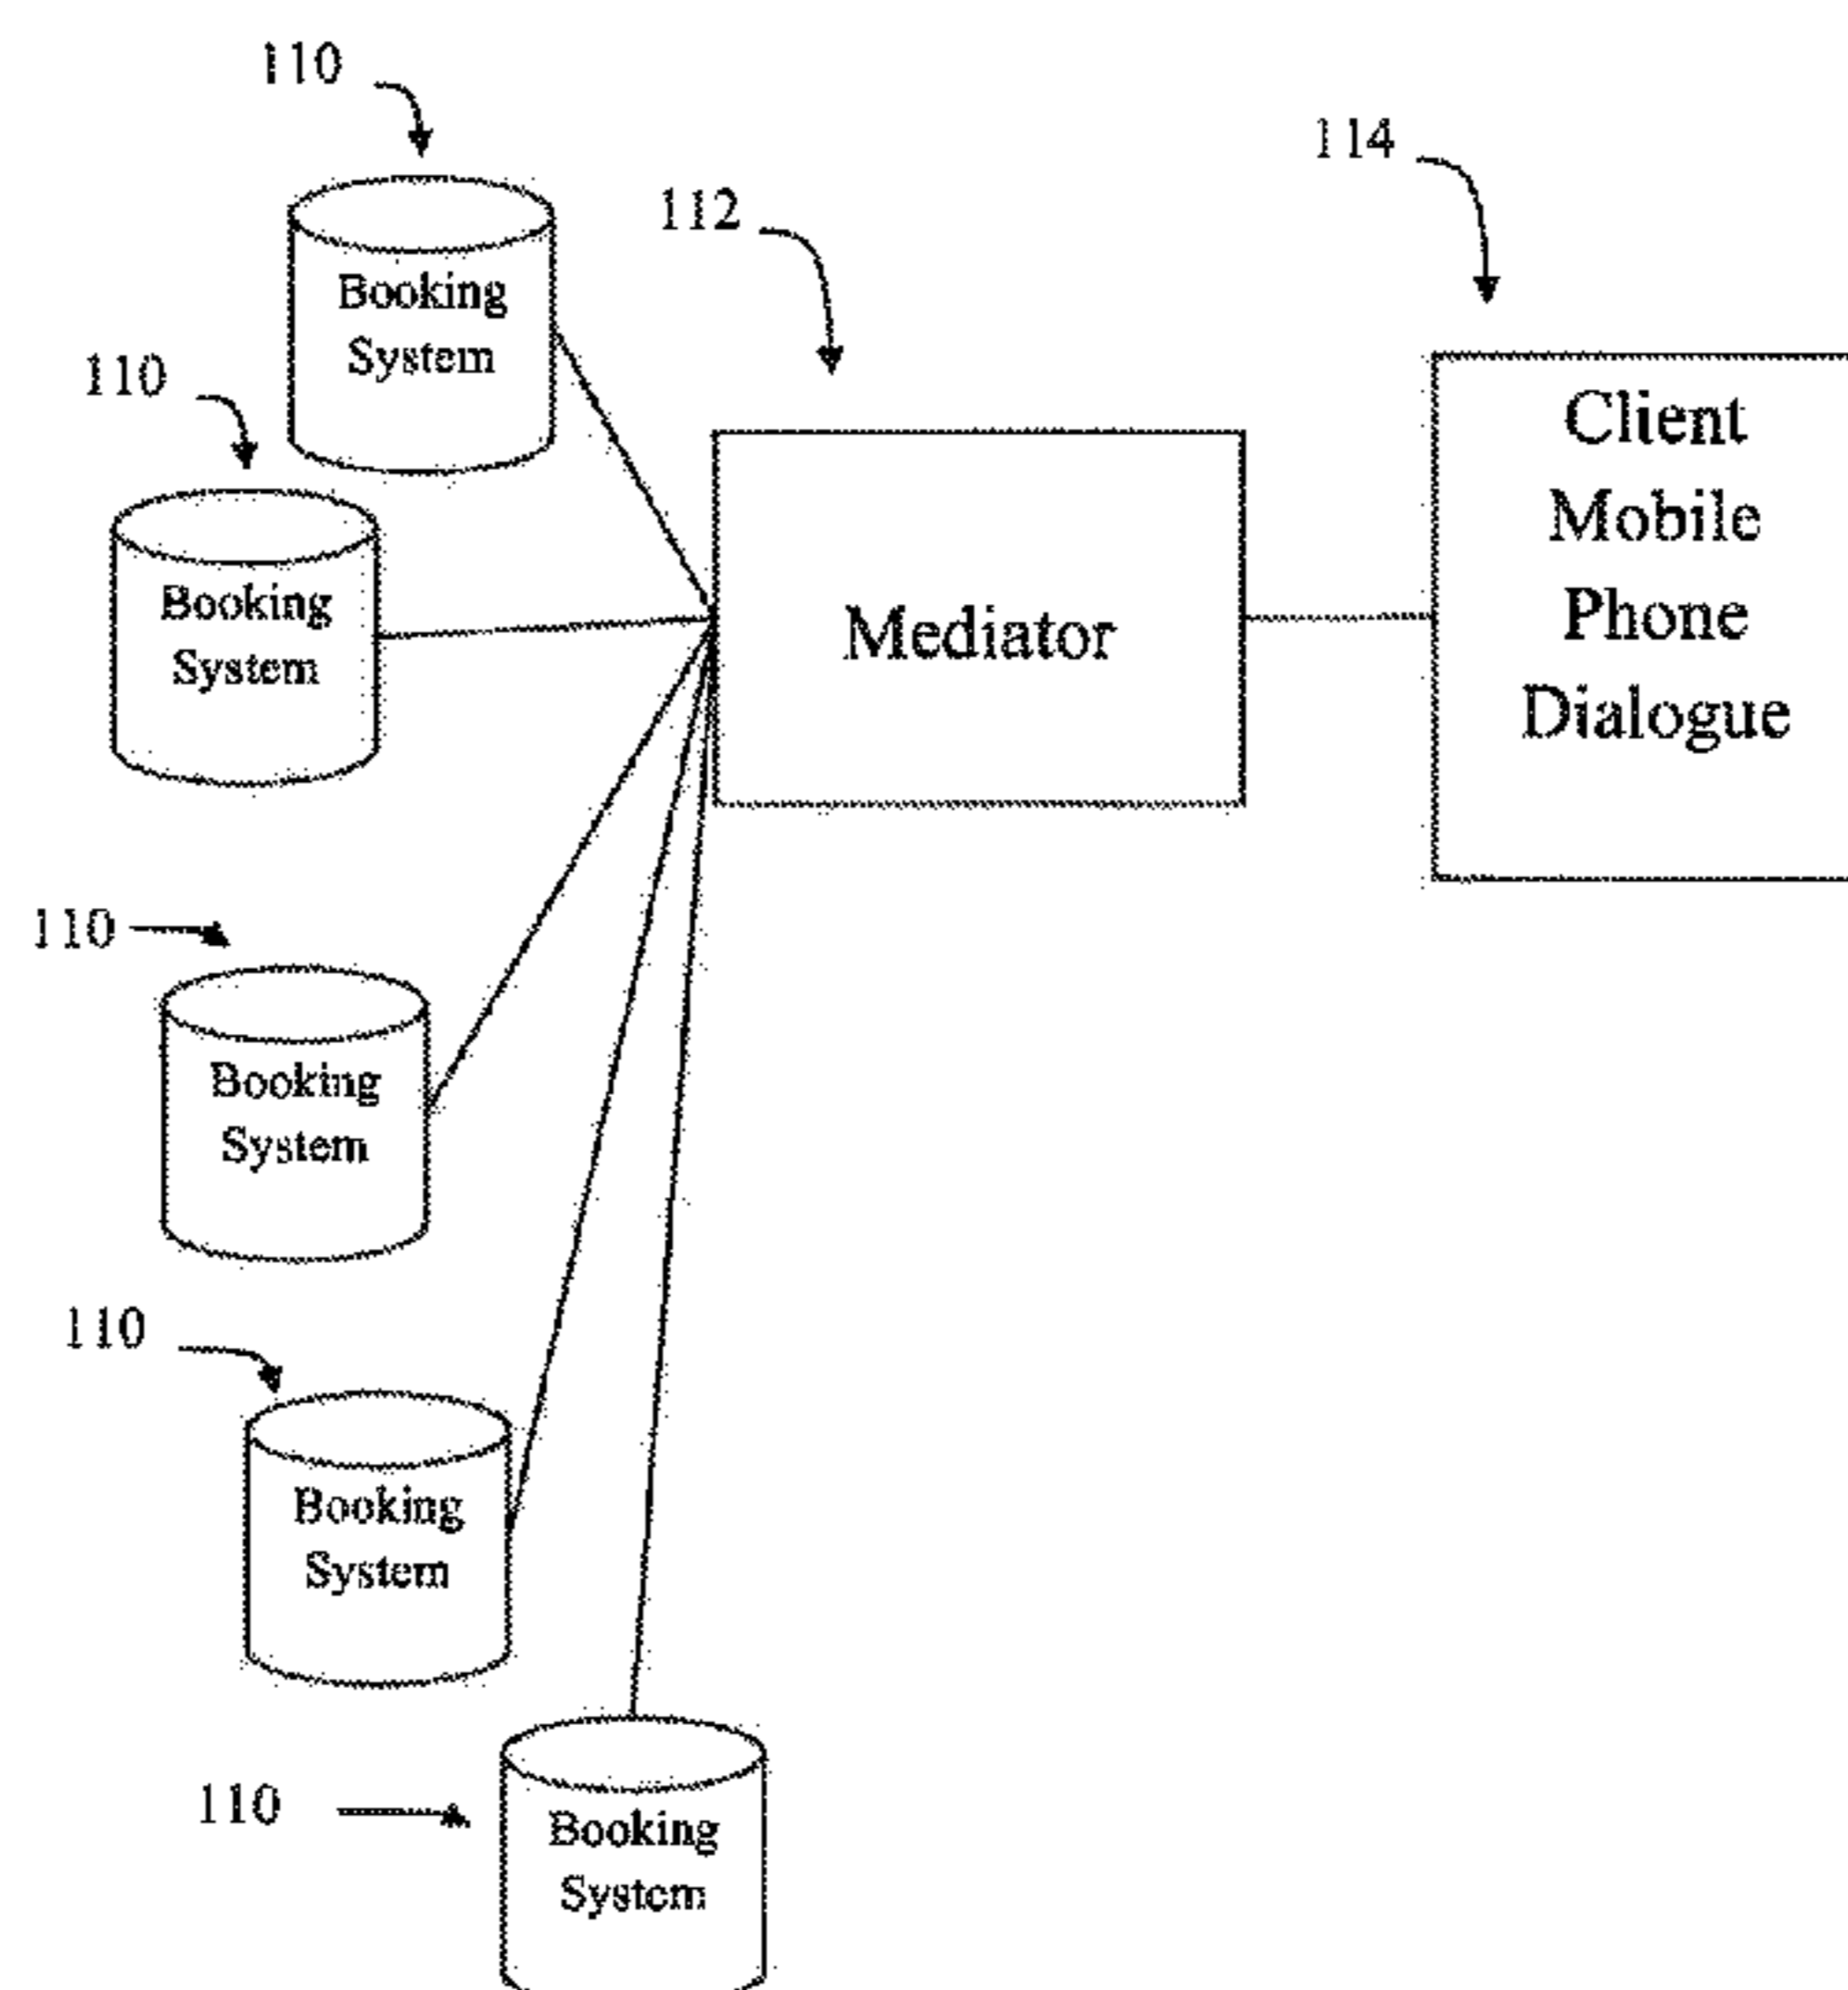 110
114
112
Booking
System
110
Client
Mobile
Phone
Dialogue
Booking
System
Mediator
110
Booking
System
110
Booking
System
110
Booking
System